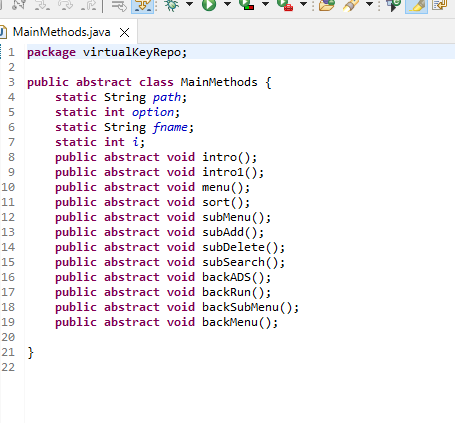 MainMethods.java
1 package virtualKeyRepo;
2
3 public abstract class MainMethods {
4 static String path;
5 static int option;
6 static String fname;
7 static int i;
8 public abstract void intro();
9 public abstract void intro1();
10 public abstract void menu();
11 public abstract void sort();
12 public abstract void subMenu();
13 public abstract void subAdd();
14 public abstract void subDelete();
15 public abstract void subSearch();
16 public abstract void backADS();
17 public abstract void backRun();
18 public abstract void backSubMenu();
19 public abstract void backMenu();
20
21 }
22